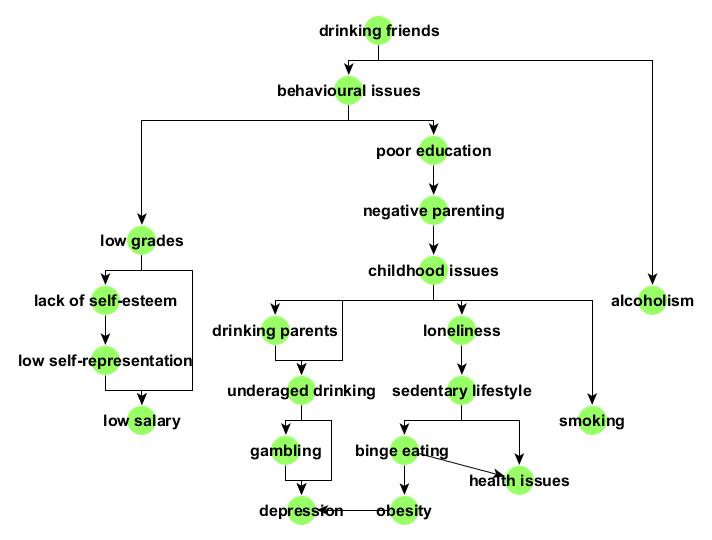 drinking friends
behavioural issues
poor education
negative parenting
low grades
childhood issues
lack of self-esteem
alcoholism
drinking parents
loneliness
low self-representation
underaged drinking
sedentary lifestyle
low salary
smoking
gambling
binge eating
health issues
depression
obesity